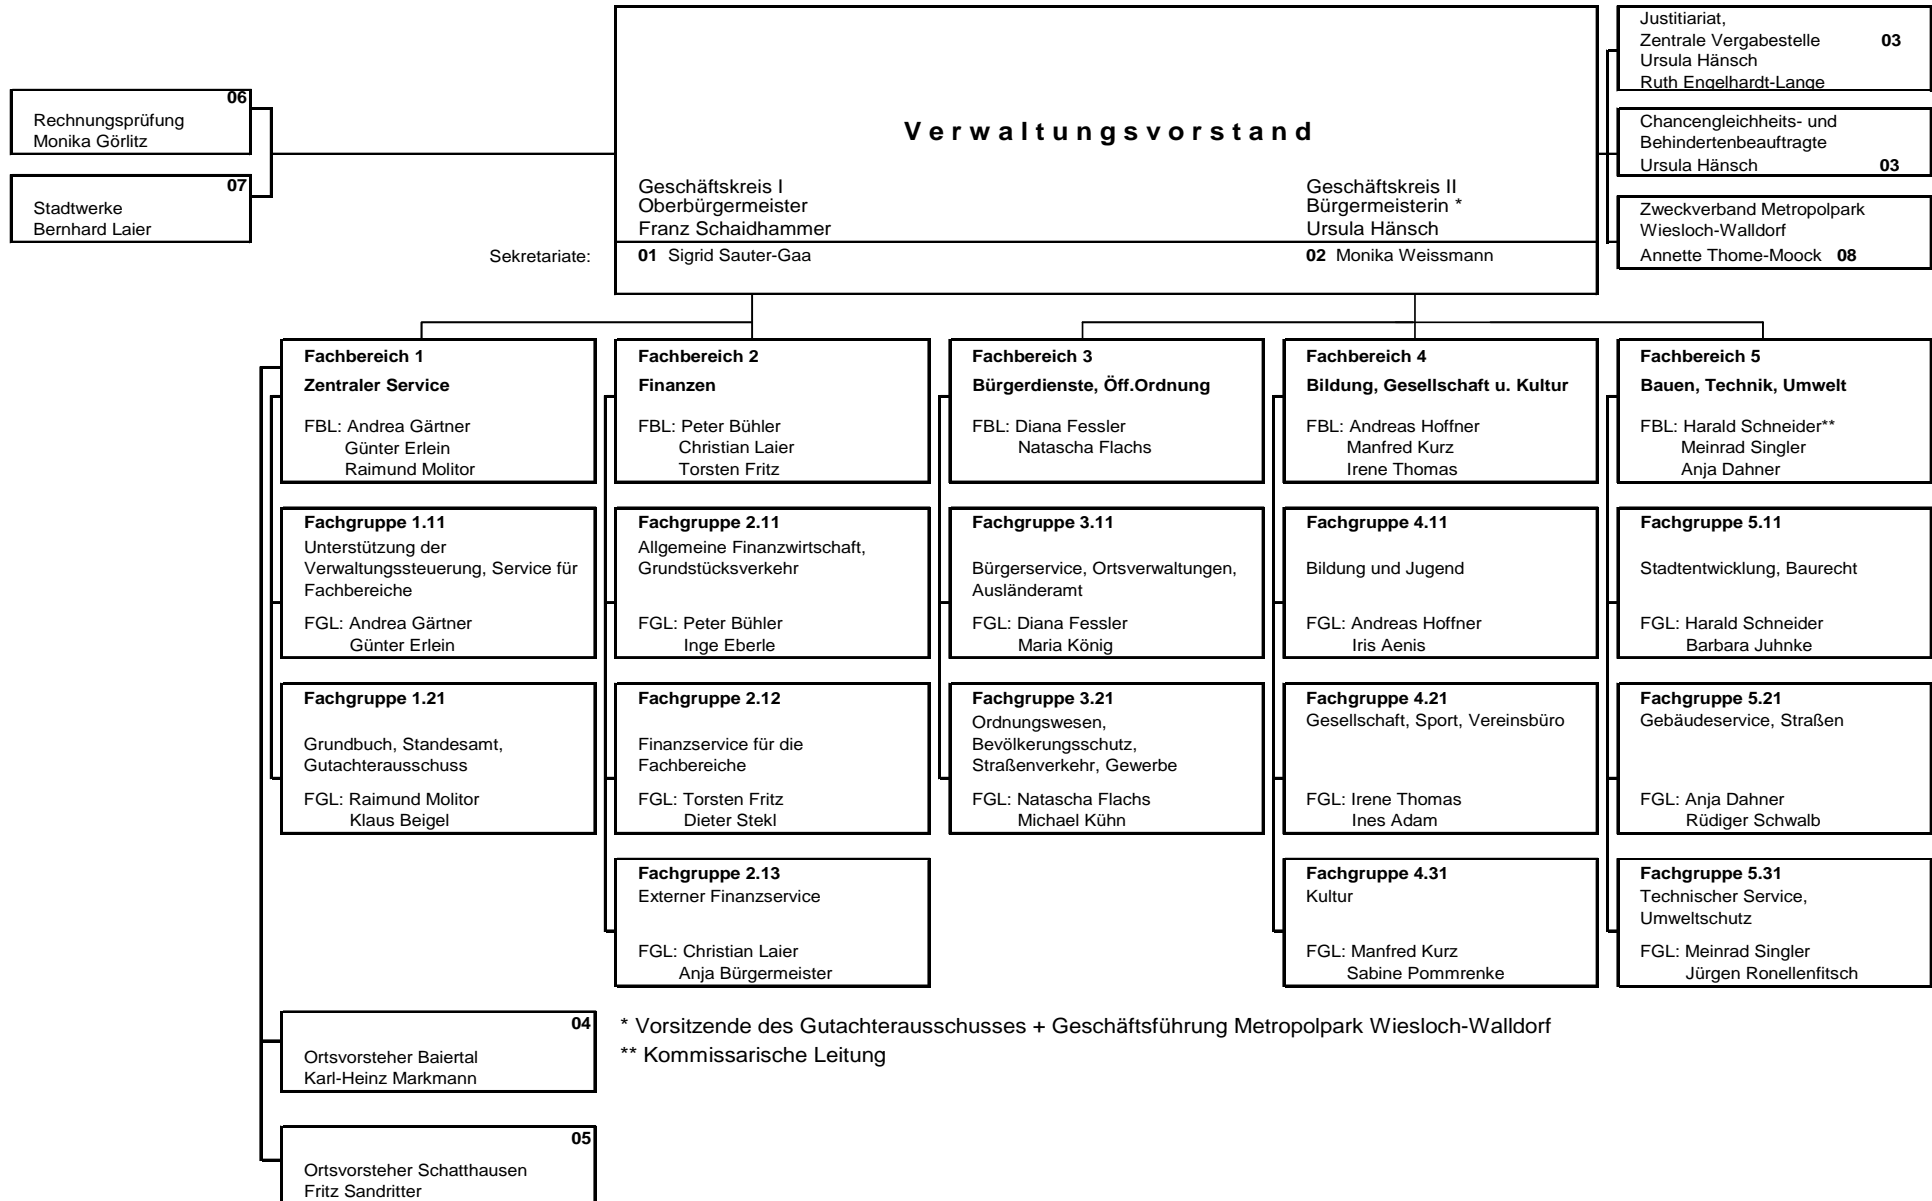 Justitiariat,
Zentrale Vergabestelle 03
Ursula Hänsch
Ruth Engelhardt-Lange
06
Rechnungsprüfung
Monika Görlitz
Verwaltungsvorstand
Chancengleichheits- und
Behindertenbeauftragte
Ursula Hänsch 03
07
Stadtwerke
Bernhard Laier
Geschäftskreis I
Oberbürgermeister
Franz Schaidhammer
Geschäftskreis II
Bürgermeisterin *
Ursula Hänsch
Zweckverband Metropolpark
Wiesloch-Walldorf
Annette Thome-Moock 08
Sekretariate:
01 Sigrid Sauter-Gaa
02 Monika Weissmann
Fachbereich 1
Zentraler Service
FBL: Andrea Gärtner
Günter Erlein
Raimund Molitor
Fachbereich 2
Finanzen
FBL: Peter Bühler
Christian Laier
Torsten Fritz
Fachbereich 3
Bürgerdienste, Öff.Ordnung
FBL: Diana Fessler
Natascha Flachs
Fachbereich 4
Bildung, Gesellschaft u. Kultur
FBL: Andreas Hoffner
Manfred Kurz
Irene Thomas
Fachbereich 5
Bauen, Technik, Umwelt
FBL: Harald Schneider**
Meinrad Singler
Anja Dahner
Fachgruppe 1.11
Unterstützung der
Verwaltungssteuerung, Service für
Fachbereiche
FGL: Andrea Gärtner
Günter Erlein
Fachgruppe 2.11
Allgemeine Finanzwirtschaft,
Grundstücksverkehr
FGL: Peter Bühler
Inge Eberle
Fachgruppe 3.11
Bürgerservice, Ortsverwaltungen,
Ausländeramt
FGL: Diana Fessler
Maria König
Fachgruppe 4.11
Bildung und Jugend
FGL: Andreas Hoffner
Iris Aenis
Fachgruppe 5.11
Stadtentwicklung, Baurecht
FGL: Harald Schneider
Barbara Juhnke
Fachgruppe 1.21
Grundbuch, Standesamt,
Gutachterausschuss
FGL: Raimund Molitor
Klaus Beigel
Fachgruppe 2.12
Finanzservice für die
Fachbereiche
FGL: Torsten Fritz
Dieter Stekl
Fachgruppe 3.21
Ordnungswesen,
Bevölkerungsschutz,
Straßenverkehr, Gewerbe
FGL: Natascha Flachs
Michael Kühn
Fachgruppe 4.21
Gesellschaft, Sport, Vereinsbüro
FGL: Irene Thomas
Ines Adam
Fachgruppe 5.21
Gebäudeservice, Straßen
FGL: Anja Dahner
Rüdiger Schwalb
Fachgruppe 2.13
Externer Finanzservice
FGL: Christian Laier
Anja Bürgermeister
Fachgruppe 4.31
Kultur
FGL: Manfred Kurz
Sabine Pommrenke
Fachgruppe 5.31
Technischer Service,
Umweltschutz
FGL: Meinrad Singler
Jürgen Ronellenfitsch
04
Ortsvorsteher Baiertal
Karl-Heinz Markmann
* Vorsitzende des Gutachterausschusses + Geschäftsführung Metropolpark Wiesloch-Walldorf
** Kommissarische Leitung
05
Ortsvorsteher Schatthausen
Fritz Sandritter